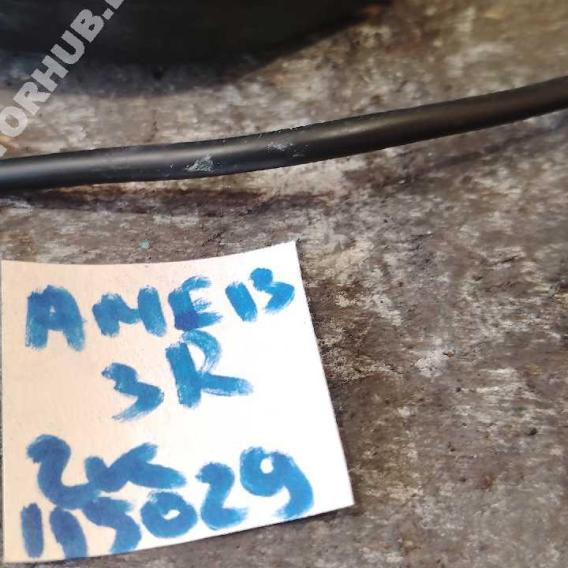 ORHUB.
AME13
3R
2K
115029